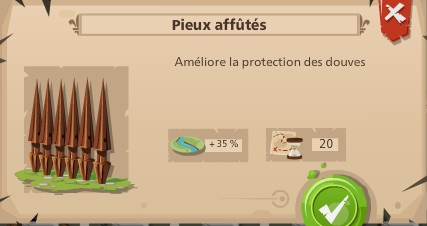 Pieux affûtés
Améliore la protection des douves
+35 % 20